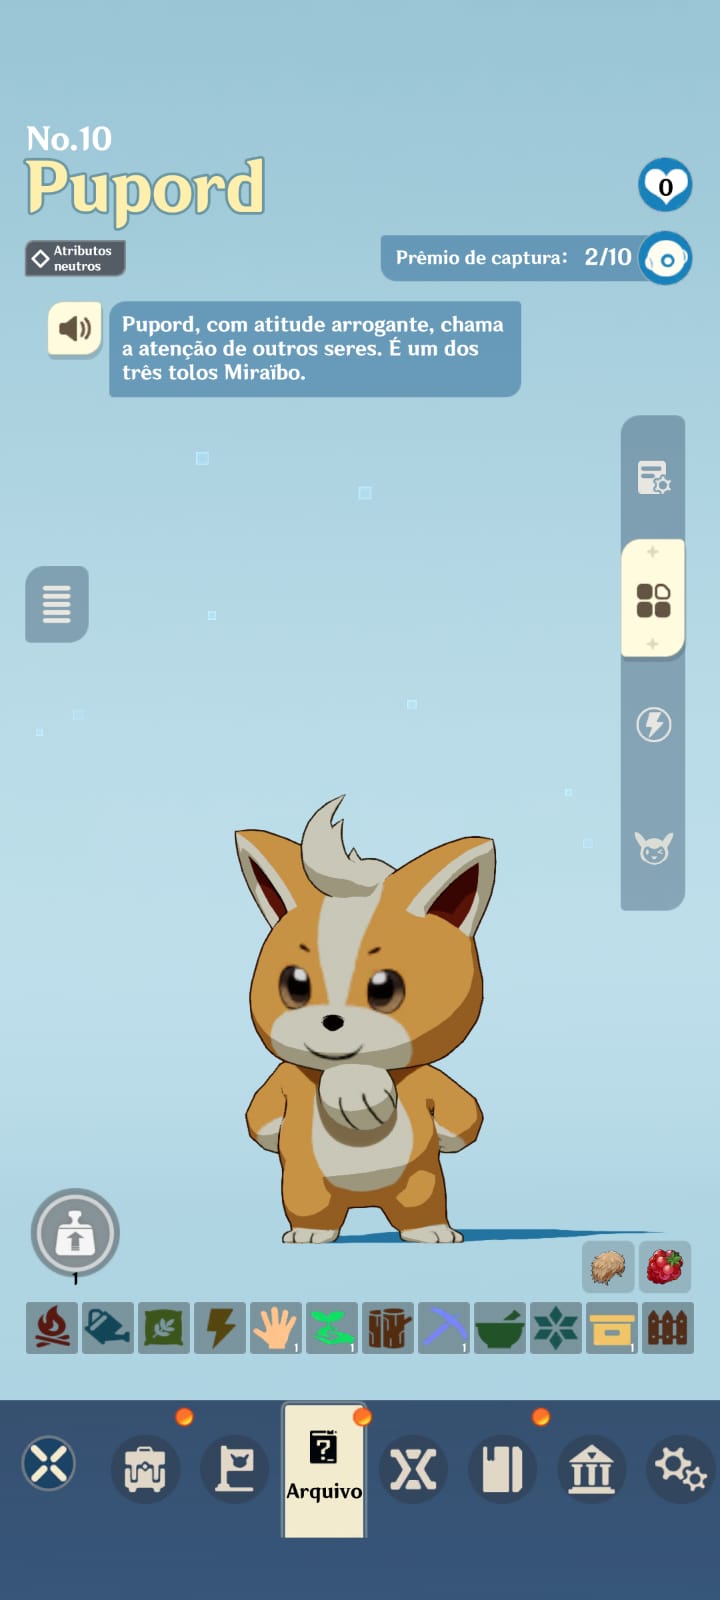 No.10
Pupord
0
Atributos
neutros
Prêmio de captura: 2/10
Pupord, com atitude arrogante, chama
a atenção de outros seres. É um dos
três tolos Miraïbo.
1
1
1
1
1
?
Arquivo